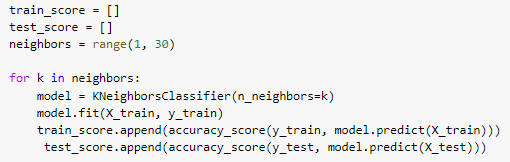 train_score = []
test_score = []
neighbors = range(1, 30)

for k in neighbors:
    model = KNeighborsClassifier(n_neighbors=k)
    model.fit(X_train, y_train)
    train_score.append(accuracy_score(y_train, model.predict(X_train)))
     test_score.append(accuracy_score(y_test, model.predict(X_test)))